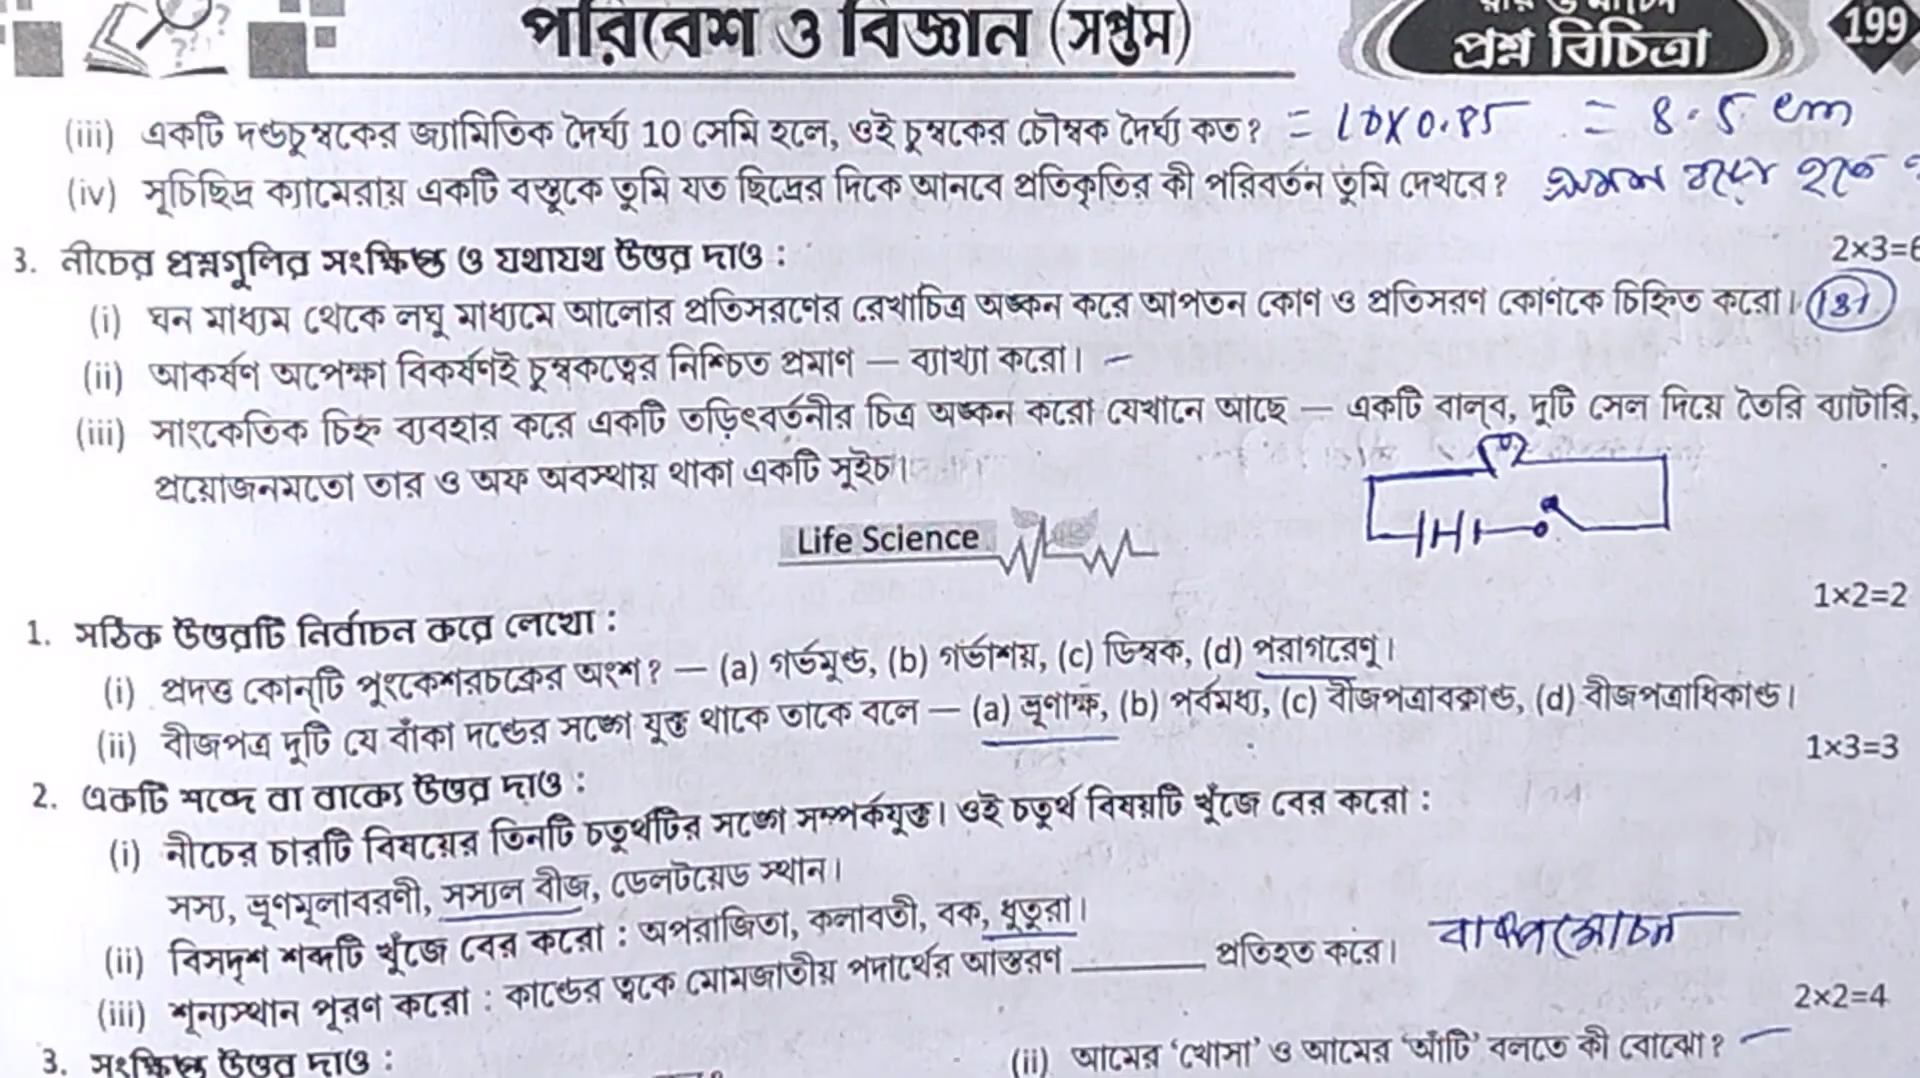 পরিবেশ ও বিজ্ঞান (সপ্তম)
প্রশ্ন বিচিত্রা
199
(iii) একটি দণ্ডচুম্বকের জ্যামিতিক দৈর্ঘ্য 10 সেমি হলে, ওই চুম্বকের চৌম্বক দৈর্ঘ্য কত? = 10X0.85 = 8.5 cm
(iv) সূচিছিদ্র ক্যামেরায় একটি বস্তুকে তুমি যত ছিদ্রের দিকে আনবে প্রতিকৃতির কী পরিবর্তন তুমি দেখবে?
3. নীচের প্রশ্নগুলির সংক্ষিপ্ত ও যথাযথ উত্তর দাও : 2×3=6
(i) ঘন মাধ্যম থেকে লঘু মাধ্যমে আলোর প্রতিসরণের রেখাচিত্র অঙ্কন করে আপতন কোণ ও প্রতিসরণ কোণকে চিহ্নিত করো।
(ii) আকর্ষণ অপেক্ষা বিকর্ষণই চুম্বকত্বের নিশ্চিত প্রমাণ — ব্যাখ্যা করো।
(iii) সাংকেতিক চিহ্ন ব্যবহার করে একটি তড়িৎবর্তনীর চিত্র অঙ্কন করো যেখানে আছে — একটি বাল্‌ব, দুটি সেল দিয়ে তৈরি ব্যাটারি,
প্রয়োজনমতো তার ও অফ অবস্থায় থাকা একটি সুইচ।
Life Science
1. সঠিক উত্তরটি নির্বাচন করে লেখো : 1×2=2
(i) প্রদত্ত কোন্‌টি পুংকেশরচক্রের অংশ? — (a) গর্ভমুণ্ড, (b) গর্ভাশয়, (c) ডিম্বক, (d) পরাগরেণু।
(ii) বীজপত্র দুটি যে বাঁকা দণ্ডের সঙ্গে যুক্ত থাকে তাকে বলে — (a) ভ্রূণাক্ষ, (b) পর্বমধ্য, (c) বীজপত্রাবকাণ্ড, (d) বীজপত্রাধিকাণ্ড।
2. একটি শব্দে বা বাক্যে উত্তর দাও : 1×3=3
(i) নীচের চারটি বিষয়ের তিনটি চতুর্থটির সঙ্গে সম্পর্কযুক্ত। ওই চতুর্থ বিষয়টি খুঁজে বের করো :
সস্য, ভ্রূণমূলাবরণী, সস্যল বীজ, ডেলটয়েড স্থান।
(ii) বিসদৃশ শব্দটি খুঁজে বের করো : অপরাজিতা, কলাবতী, বক, ধুতুরা।
(iii) শূন্যস্থান পূরণ করো : কাণ্ডের ত্বকে মোমজাতীয় পদার্থের আস্তরণ ________ প্রতিহত করে। বাষ্পমোচন
3. সংক্ষিপ্ত উত্তর দাও : 2×2=4
(ii) আমের ‘খোসা’ ও আমের ‘আঁটি’ বলতে কী বোঝো?